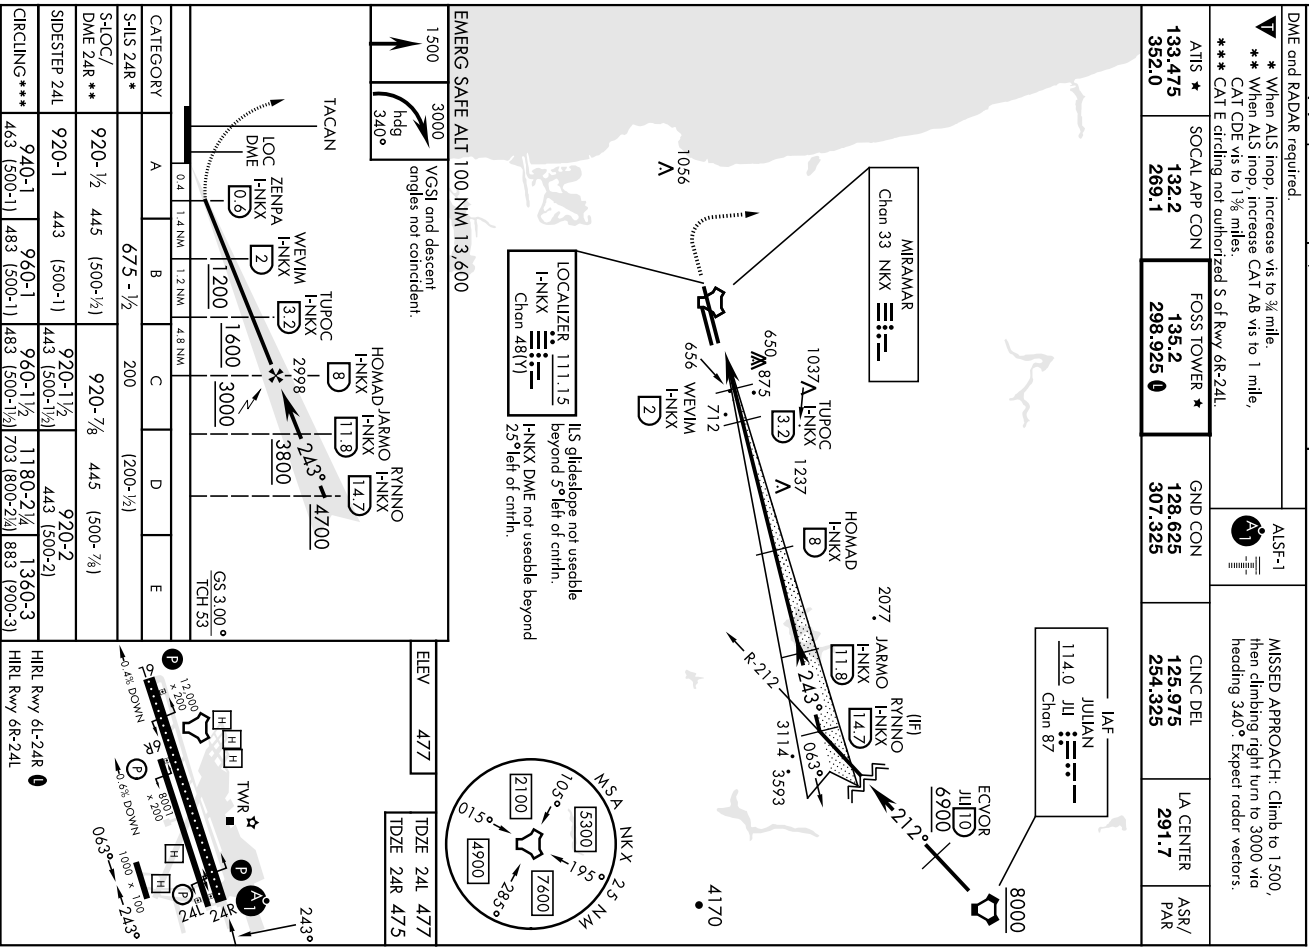 DME and RADAR required.
T * When ALS inop, increase vis to ¾ mile.
** When ALS inop, increase CAT AB vis to 1 mile,
CAT CDE vis to 1⅜ miles.
*** CAT E circling not authorized S of Rwy 6R-24L.
ALSF-1
A1
MISSED APPROACH: Climb to 1500,
then climbing right turn to 3000 via
heading 340°. Expect radar vectors.
ATIS ★
133.475
352.0
SOCAL APP CON
132.2
269.1
FOSS TOWER ★
135.2
298.925 L
GND CON
128.625
307.325
CLNC DEL
125.975
254.325
LA CENTER
291.7
ASR/
PAR
IAF
JULIAN
114.0 JLI
Chan 87
8000
ECVOR
JLI 10
6900
212°
4170
MIRAMAR
Chan 33 NKX
(IF)
RYNNO
I-NKX
14.7
063°
3593
3114
JARMO
I-NKX
11.8
243°
R-212
2077
HOMAD
I-NKX
8
1237
TUPOC
I-NKX
3.2
1037
875
650
712
656
WEVIM
I-NKX
2
1056
LOCALIZER 111.15
I-NKX
Chan 48(Y)
ILS glideslope not useable
beyond 5° left of cntrln.
I-NKX DME not useable beyond
25° left of cntrln.
MSA NKX 25 NM
105°
195°
285°
015°
5300
7600
4900
2100
EMERG SAFE ALT 100 NM 13,600
1500
3000
hdg
340°
VGSI and descent
angles not coincident.
TACAN
LOC
DME
ZENPA
I-NKX
0.6
WEVIM
I-NKX
2
TUPOC
I-NKX
3.2
HOMAD
I-NKX
8
JARMO
I-NKX
11.8
RYNNO
I-NKX
14.7
2998
243°
4700
3800
3000
1600
1200
GS 3.00°
TCH 53
0.4
1.4 NM
1.2 NM
4.8 NM
CATEGORY A B C D E
S-ILS 24R* 675 - ½ 200 (200-½)
S-LOC/
DME 24R ** 920-½ 445 (500-½) 920-⅞ 445 (500-⅞)
SIDESTEP 24L 920-1 443 (500-1) 920-1½ 443 (500-1½) 920-2 443 (500-2)
CIRCLING*** 940-1 463 (500-1) 960-1 483 (500-1) 960-1½ 483 (500-1½) 1180-2¼ 703 (800-2¼) 1360-3 883 (900-3)
ELEV 477
TDZE 24L 477
TDZE 24R 475
H
H
H
TWR
P
6L
12,000
x 200
0.4% DOWN
6R
P
8001
x 200
0.6% DOWN
H
H
1000 x 100
P
P
A1
24R
24L
243°
063°
243°
HIRL Rwy 6L-24R L
HIRL Rwy 6R-24L